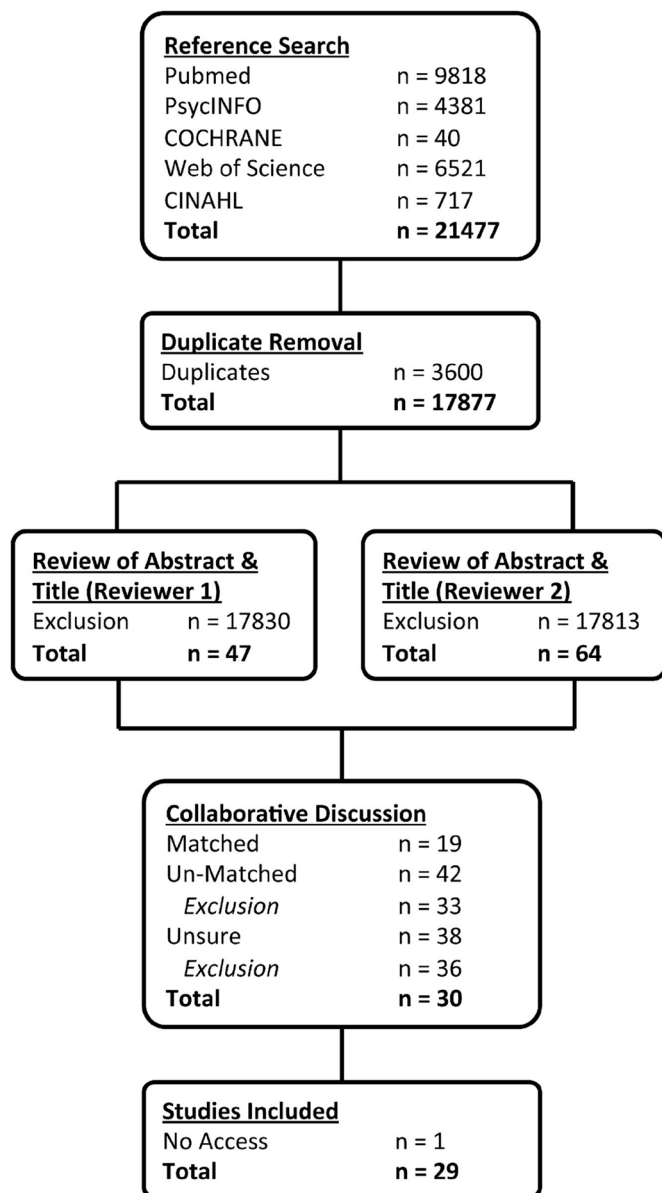 Reference Search
Pubmed n = 9818
PsycINFO n = 4381
COCHRANE n = 40
Web of Science n = 6521
CINAHL n = 717
Total n = 21477
Duplicate Removal
Duplicates n = 3600
Total n = 17877
Review of Abstract &
Title (Reviewer 1)
Exclusion n = 17830
Total n = 47
Review of Abstract &
Title (Reviewer 2)
Exclusion n = 17813
Total n = 64
Collaborative Discussion
Matched n = 19
Un-Matched n = 42
Exclusion n = 33
Unsure n = 38
Exclusion n = 36
Total n = 30
Studies Included
No Access n = 1
Total n = 29